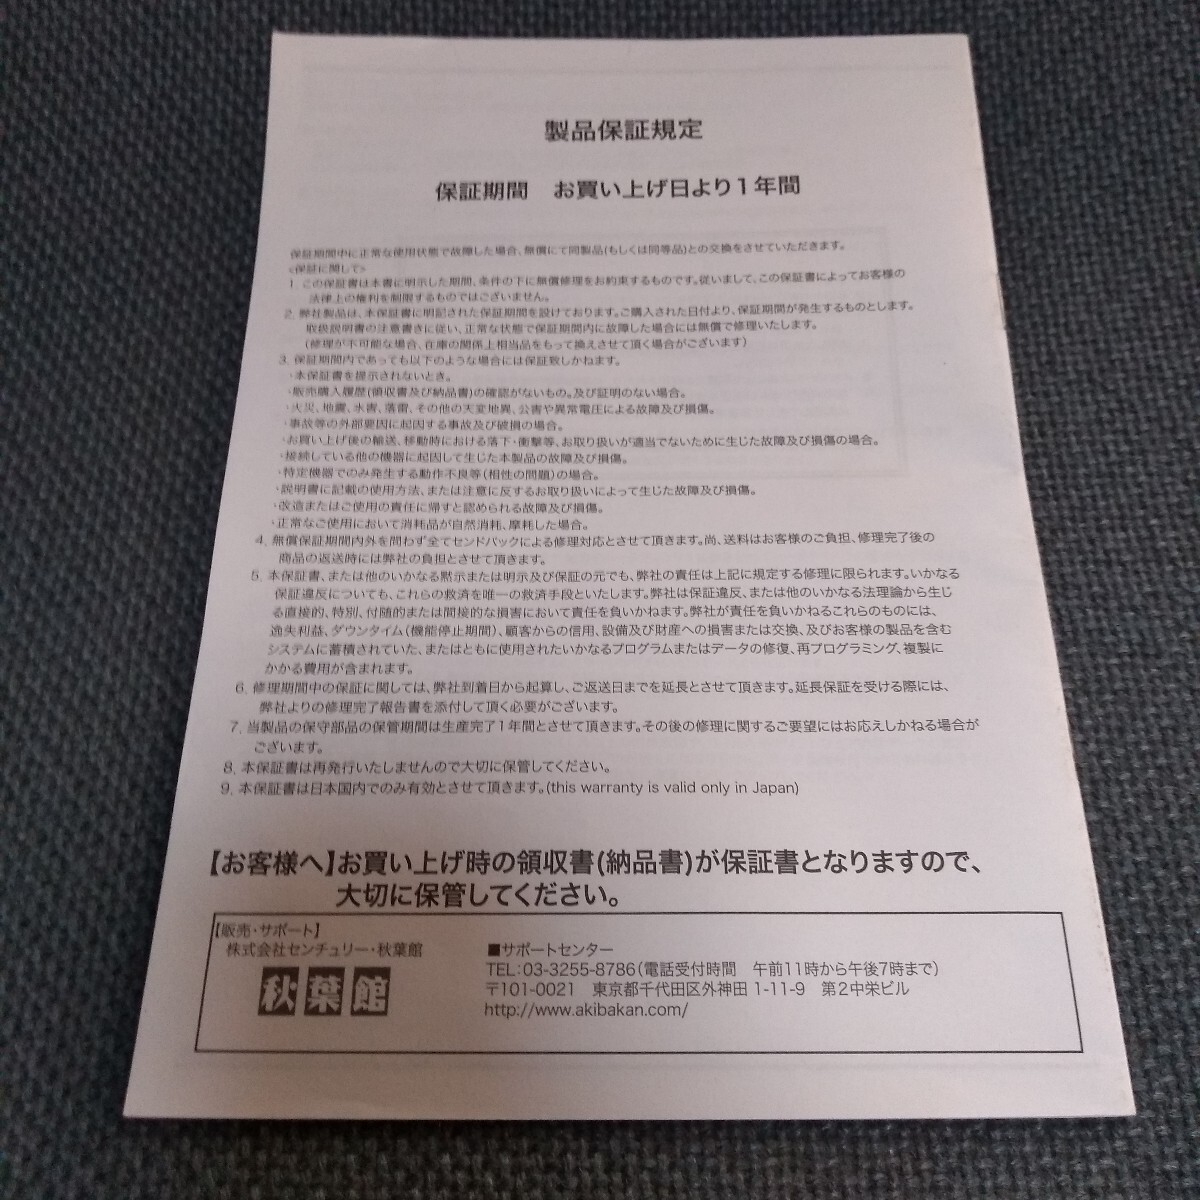 製品保証規定
保証期間　お買い上げ日より１年間
保証期間中に正常な使用状態で故障した場合、無償にて同製品(もしくは同等品)との交換をさせていただきます。
<保証に関して>
1. この保証書は本書に明示した期間、条件の下に無償修理をお約束するものです。従いまして、この保証書によってお客様の
法律上の権利を制限するものではございません。
2. 弊社製品は、本保証書に明記された保証期間を設けております。ご購入された日付より、保証期間が発生するものとします。
取扱説明書の注意書きに従い、正常な状態で保証期間内に故障した場合には無償で修理いたします。
(修理が不可能な場合、在庫の関係上相当品をもって換えさせて頂く場合がございます)
3. 保証期間内であっても以下のような場合には保証致しかねます。
・本保証書を提示されないとき。
・販売購入履歴(領収書及び納品書)の確認がないもの。及び証明のない場合。
・火災、地震、水害、落雷、その他の天変地異、公害や異常電圧による故障及び損傷。
・事故等の外部要因に起因する事故及び破損の場合。
・お買い上げ後の輸送、移動時における落下・衝撃等、お取り扱いが適当でないために生じた故障及び損傷の場合。
・接続している他の機器に起因して生じた本製品の故障及び損傷。
・特定機器でのみ発生する動作不良等(相性の問題)の場合。
・説明書に記載の使用方法、または注意に反するお取り扱いによって生じた故障及び損傷。
・改造またはご使用の責任に帰すと認められる故障及び損傷。
・正常なご使用において消耗品が自然消耗、摩耗した場合。
4. 無償保証期間内外を問わず全てセンドバックによる修理対応とさせて頂きます。尚、送料はお客様のご負担、修理完了後の
商品の返送時には弊社の負担とさせて頂きます。
5. 本保証書、または他のいかなる黙示または明示及び保証の元でも、弊社の責任は上記に規定する修理に限られます。いかなる
保証違反についても、これらの救済を唯一の救済手段といたします。弊社は保証違反、または他のいかなる法理論から生じ
る直接的、特別、付随的または間接的な損害において責任を負いかねます。弊社が責任を負いかねるこれらのものには、
逸失利益、ダウンタイム(機能停止期間)、顧客からの信用、設備及び財産への損害または交換、及びお客様の製品を含む
システムに蓄積されていた、またはともに使用されたいかなるプログラムまたはデータの修復、再プログラミング、複製に
かかる費用が含まれます。
6. 修理期間中の保証に関しては、弊社到着日から起算し、ご返送日までを延長とさせて頂きます。延長保証を受ける際には、
弊社よりの修理完了報告書を添付して頂く必要がございます。
7. 当製品の保守部品の保管期間は生産完了１年間とさせて頂きます。その後の修理に関するご要望にはお応えしかねる場合が
ございます。
8. 本保証書は再発行いたしませんので大切に保管してください。
9. 本保証書は日本国内でのみ有効とさせて頂きます。(this warranty is valid only in Japan)
【お客様へ】お買い上げ時の領収書(納品書)が保証書となりますので、
大切に保管してください。
【販売・サポート】
株式会社センチュリー・秋葉館
秋葉館
■サポートセンター
TEL:03-3255-8786(電話受付時間　午前11時から午後7時まで)
〒101-0021　東京都千代田区外神田 1-11-9　第２中栄ビル
http://www.akibakan.com/